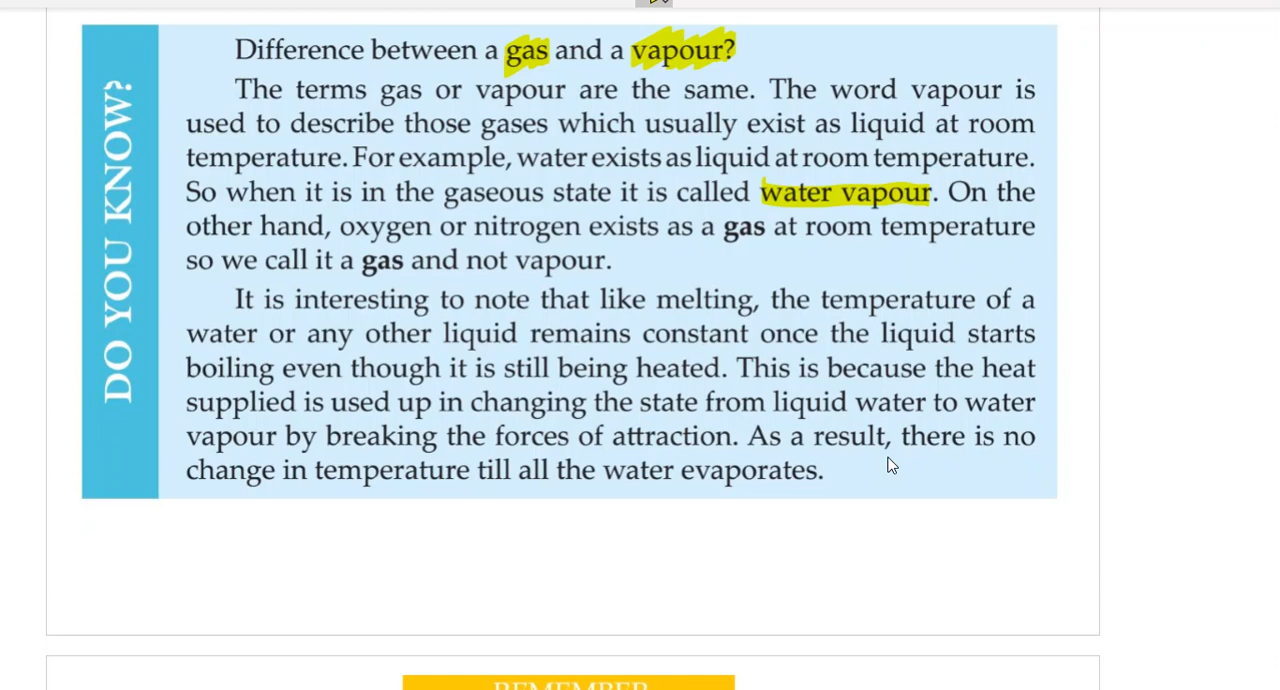 DO YOU KNOW?
Difference between a gas and a vapour?
The terms gas or vapour are the same. The word vapour is
used to describe those gases which usually exist as liquid at room
temperature. For example, water exists as liquid at room temperature.
So when it is in the gaseous state it is called water vapour. On the
other hand, oxygen or nitrogen exists as a gas at room temperature
so we call it a gas and not vapour.
It is interesting to note that like melting, the temperature of a
water or any other liquid remains constant once the liquid starts
boiling even though it is still being heated. This is because the heat
supplied is used up in changing the state from liquid water to water
vapour by breaking the forces of attraction. As a result, there is no
change in temperature till all the water evaporates.
REMEMBER